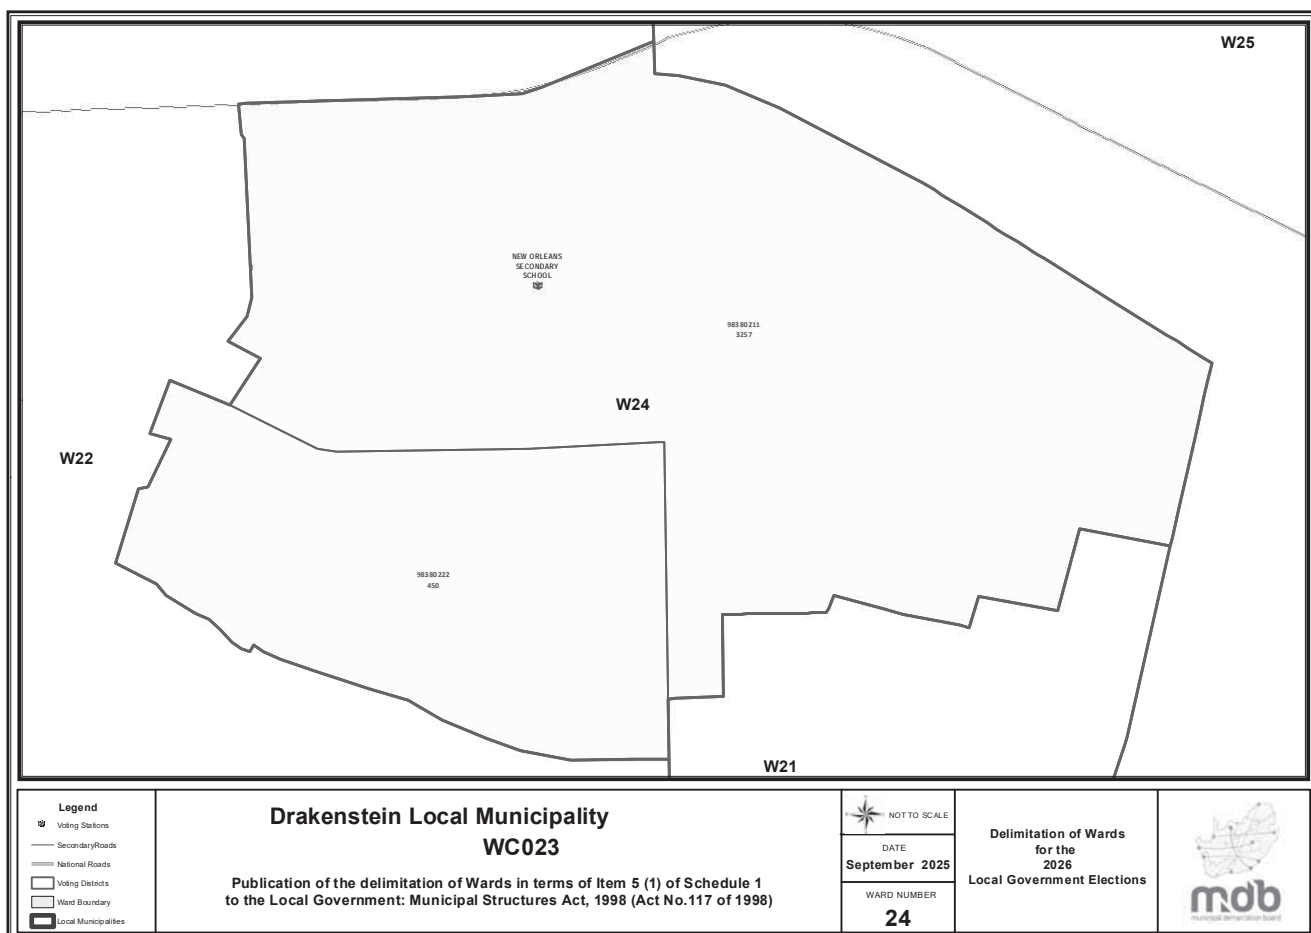 W25
NEW ORLEANS
SECONDARY
SCHOOL
98380211
3257
W24
W22
98380222
450
W21
Legend
Voting Stations
SecondaryRoads
National Roads
Voting Districts
Ward Boundary
Local Municipalities
Drakenstein Local Municipality
WC023
Publication of the delimitation of Wards in terms of Item 5 (1) of Schedule 1
to the Local Government: Municipal Structures Act, 1998 (Act No.117 of 1998)
NOT TO SCALE
DATE
September 2025
WARD NUMBER
24
Delimitation of Wards
for the
2026
Local Government Elections
mdb
municipal demarcation board